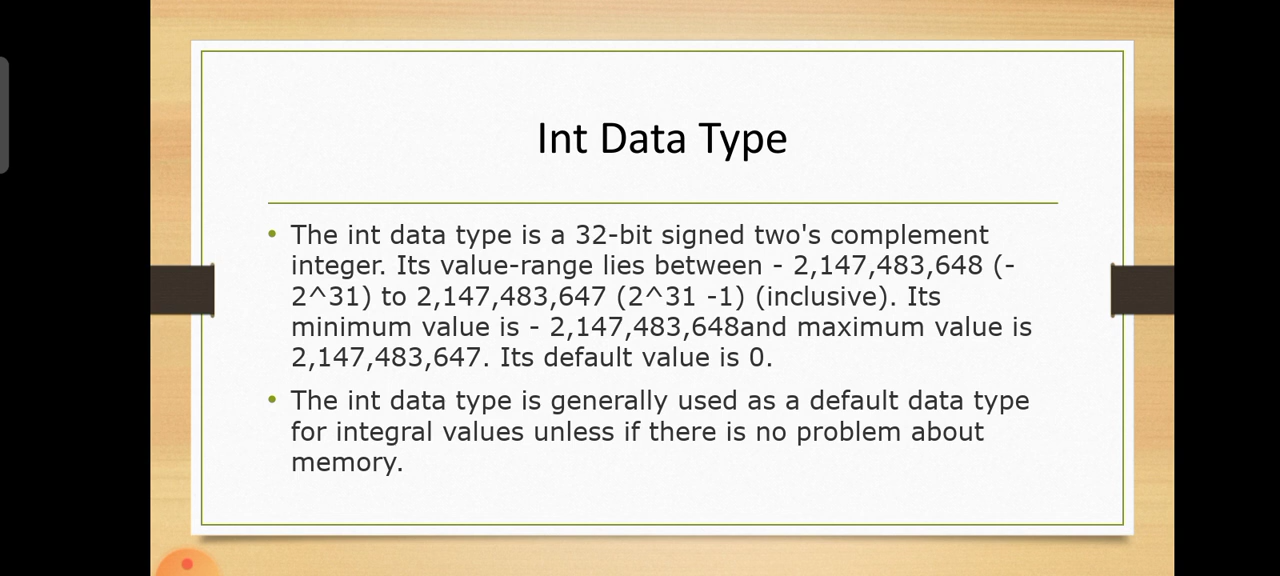 Int Data Type
• The int data type is a 32-bit signed two's complement
integer. Its value-range lies between - 2,147,483,648 (-
2^31) to 2,147,483,647 (2^31 -1) (inclusive). Its
minimum value is - 2,147,483,648and maximum value is
2,147,483,647. Its default value is 0.
• The int data type is generally used as a default data type
for integral values unless if there is no problem about
memory.